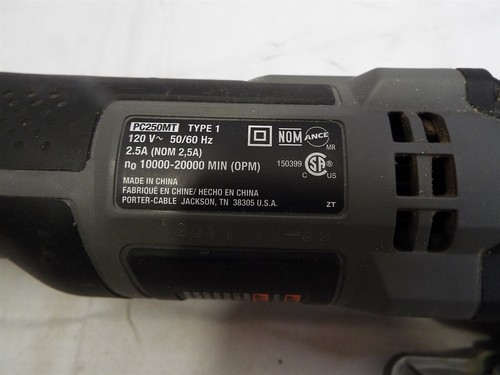 PC250MT TYPE 1
120 V~ 50/60 Hz
2.5A (NOM 2,5A)
n0 10000-20000 MIN (OPM)
NOM ANCE
MR
150399 CSA
C US
MADE IN CHINA
FABRIQUÉ EN CHINE/ HECHO EN CHINA
PORTER-CABLE JACKSON, TN 38305 U.S.A.
ZT